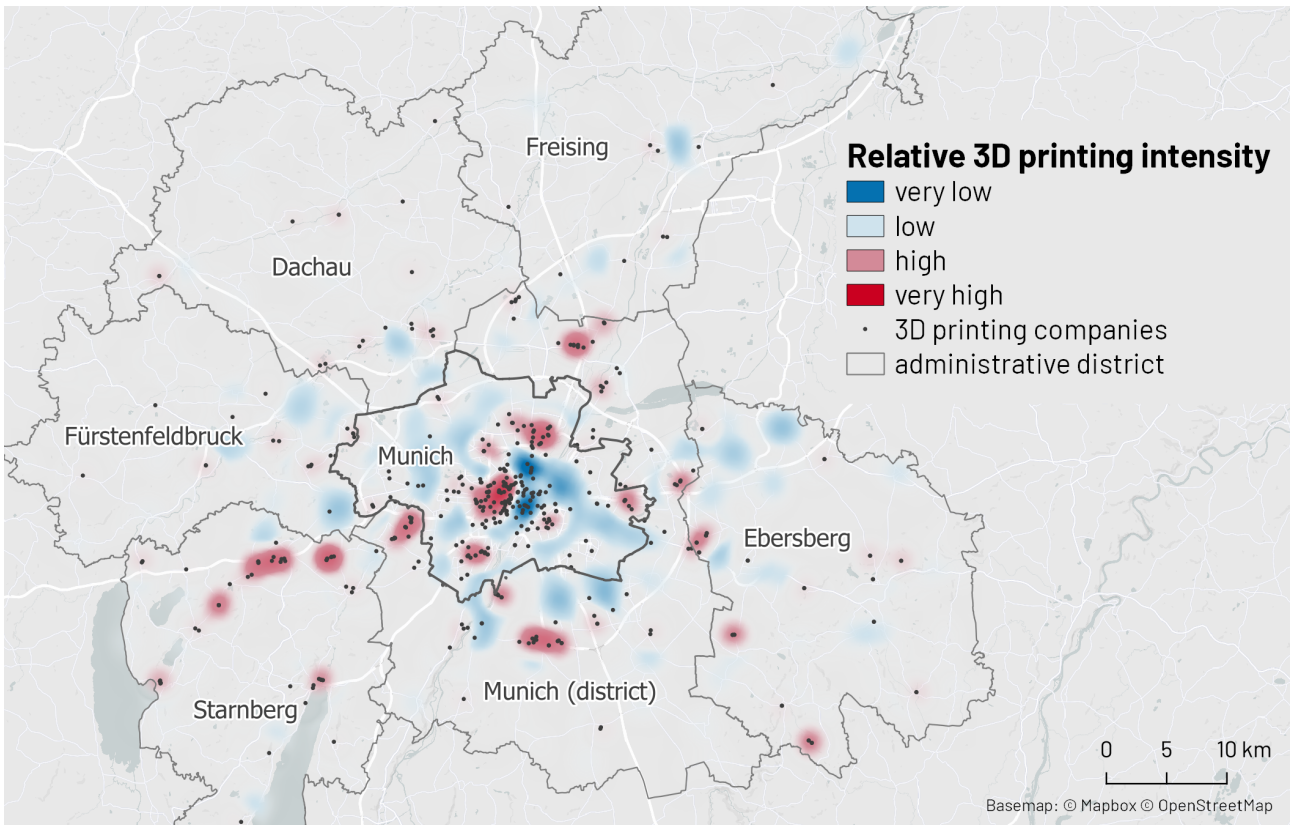 Freising
Relative 3D printing intensity
very low
low
high
very high
3D printing companies
administrative district
Dachau
Fürstenfeldbruck
Munich
Ebersberg
Munich (district)
Starnberg
0 5 10 km
Basemap: © Mapbox © OpenStreetMap